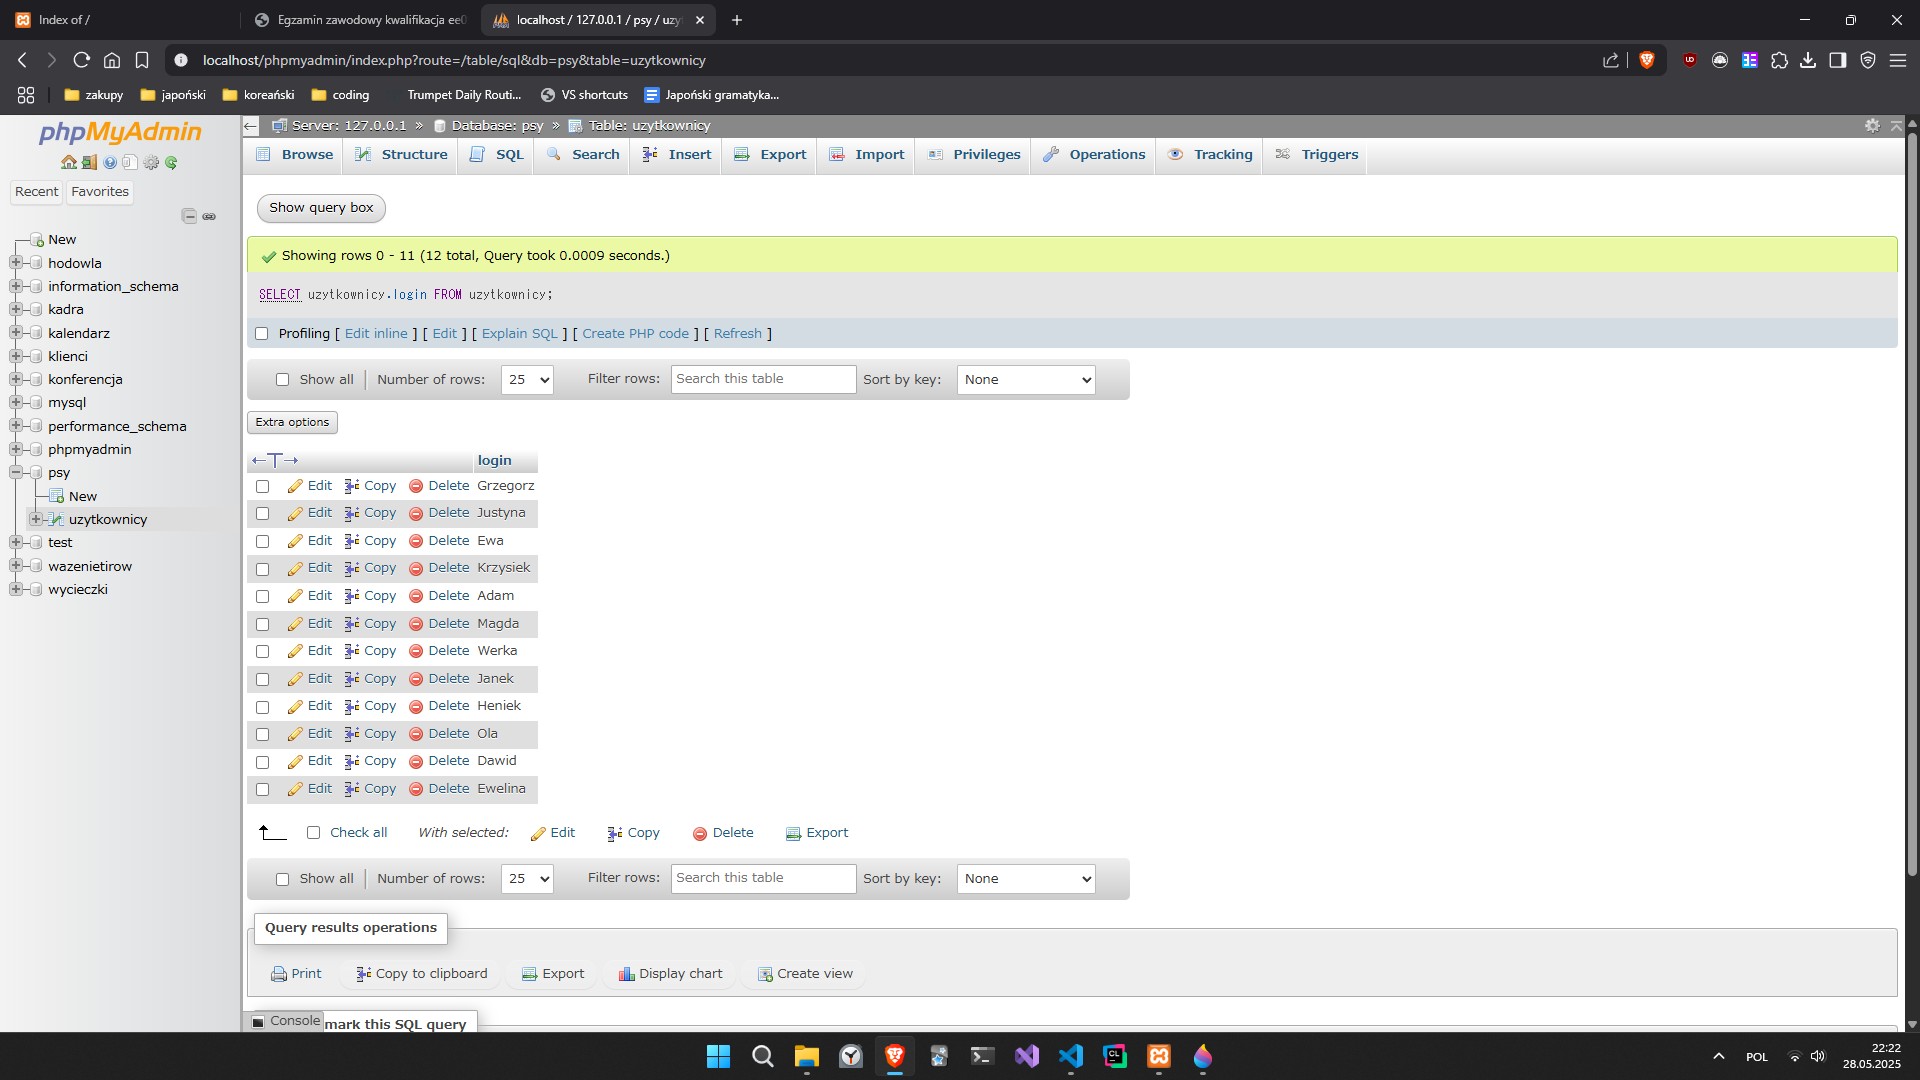 Index of /
Egzamin zawodowy kwalifikacja ee0
localhost / 127.0.0.1 / psy / uzy
localhost/phpmyadmin/index.php?route=/table/sql&db=psy&table=uzytkownicy
zakupy
japoński
koreański
coding
Trumpet Daily Routi...
VS shortcuts
Japoński gramatyka...
phpMyAdmin
Recent
Favorites
New
hodowla
information_schema
kadra
kalendarz
klienci
konferencja
mysql
performance_schema
phpmyadmin
psy
New
uzytkownicy
test
wazenietirow
wycieczki
Server: 127.0.0.1 » Database: psy » Table: uzytkownicy
Browse
Structure
SQL
Search
Insert
Export
Import
Privileges
Operations
Tracking
Triggers
Show query box
Showing rows 0 - 11 (12 total, Query took 0.0009 seconds.)
SELECT uzytkownicy.login FROM uzytkownicy;
Profiling [ Edit inline ] [ Edit ] [ Explain SQL ] [ Create PHP code ] [ Refresh ]
Show all | Number of rows: 25 Filter rows: Search this table Sort by key: None
Extra options
login
Edit Copy Delete Grzegorz
Edit Copy Delete Justyna
Edit Copy Delete Ewa
Edit Copy Delete Krzysiek
Edit Copy Delete Adam
Edit Copy Delete Magda
Edit Copy Delete Werka
Edit Copy Delete Janek
Edit Copy Delete Heniek
Edit Copy Delete Ola
Edit Copy Delete Dawid
Edit Copy Delete Ewelina
Check all With selected: Edit Copy Delete Export
Show all | Number of rows: 25 Filter rows: Search this table Sort by key: None
Query results operations
Print Copy to clipboard Export Display chart Create view
Console
mark this SQL query
POL
22:22
28.05.2025